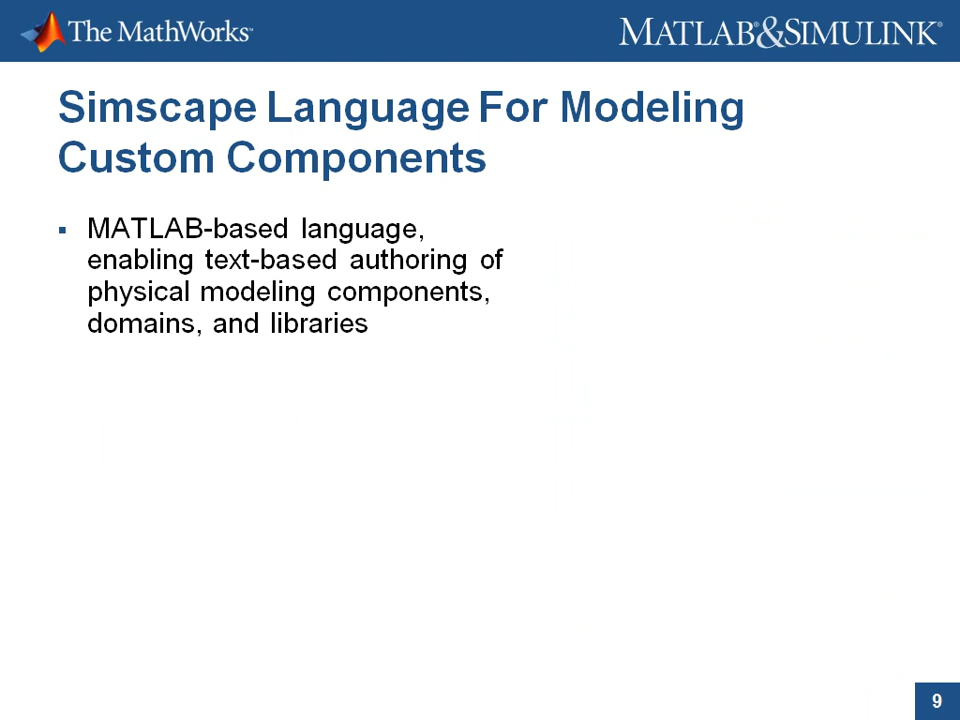 The MathWorks™
MATLAB®&SIMULINK®
Simscape Language For Modeling
Custom Components
▪ MATLAB-based language,
enabling text-based authoring of
physical modeling components,
domains, and libraries
9